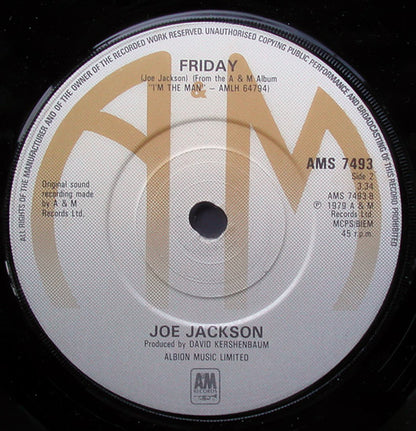 ALL RIGHTS OF THE MANUFACTURER AND OF THE OWNER OF THE RECORDED WORK RESERVED. UNAUTHORISED COPYING PUBLIC PERFORMANCE AND BROADCASTING OF THIS RECORD PROHIBITED
FRIDAY
(Joe Jackson) (From the A & M Album
"I'M THE MAN" – AMLH 64794)
A & M
AMS 7493
Side 2
3.34
AMS 7493-B
℗ 1979 A & M
Records Ltd.
MCPS/BIEM
45 r.p.m.
Original sound
recording made
by A & M
Records Ltd.
JOE JACKSON
Produced by DAVID KERSHENBAUM
ALBION MUSIC LIMITED
AM
RECORDS